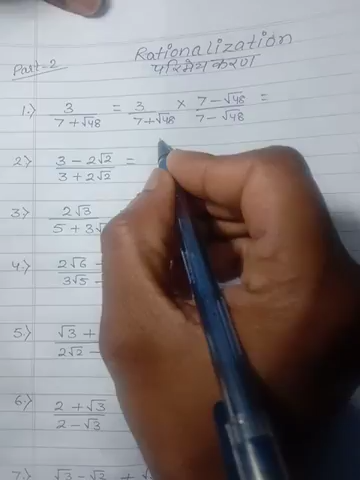 Part-2 Rationalization
परिमेयकरण
1.) 3/(7+√48) = 3/(7+√48) × (7-√48)/(7-√48) =
2.) (3-2√2)/(3+2√2) =
3.) 2√3/(5+3√
4.) (2√6-/(3√5-
5.) (√3+/(2√2-
6.) (2+√3)/(2-√3)
7.) √3-√2 +